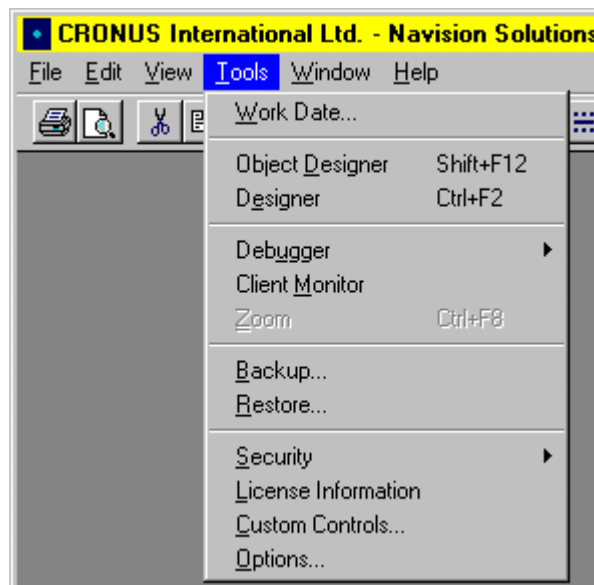 CRONUS International Ltd. - Navision Solutions
File Edit View Tools Window Help
Work Date...
Object Designer Shift+F12
Designer Ctrl+F2
Debugger
Client Monitor
Zoom Ctrl+F8
Backup...
Restore...
Security
License Information
Custom Controls...
Options...